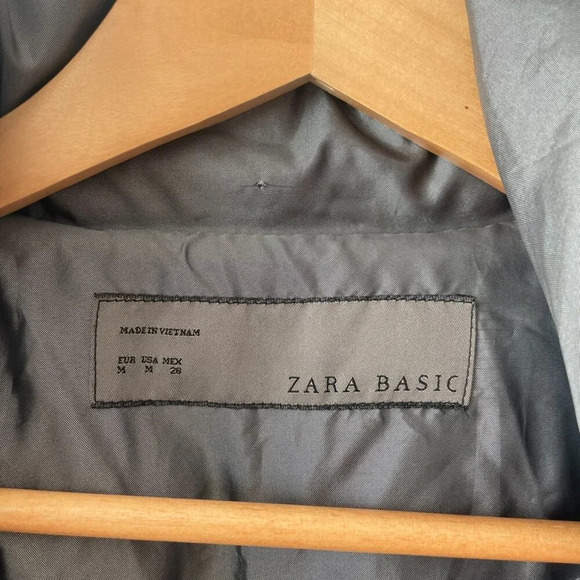 MADE IN VIETNAM
EUR USA MEX
M M 28
ZARA BASIC